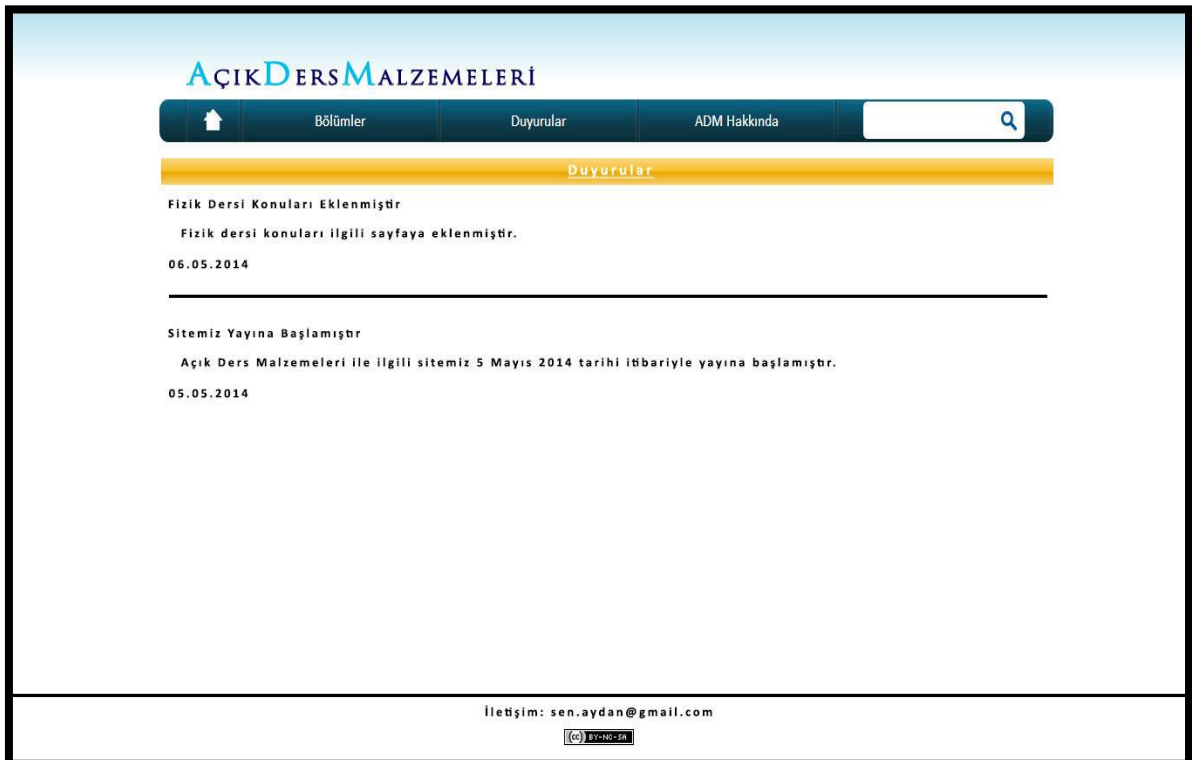 AÇIKDERSMALZEMELERİ
Bölümler Duyurular ADM Hakkında
Duyurular
Fizik Dersi Konuları Eklenmiştir
Fizik dersi konuları ilgili sayfaya eklenmiştir.
06.05.2014
Sitemiz Yayına Başlamıştır
Açık Ders Malzemeleri ile ilgili sitemiz 5 Mayıs 2014 tarihi itibariyle yayına başlamıştır.
05.05.2014
İletişim: sen.aydan@gmail.com
(cc) BY-NC-SA